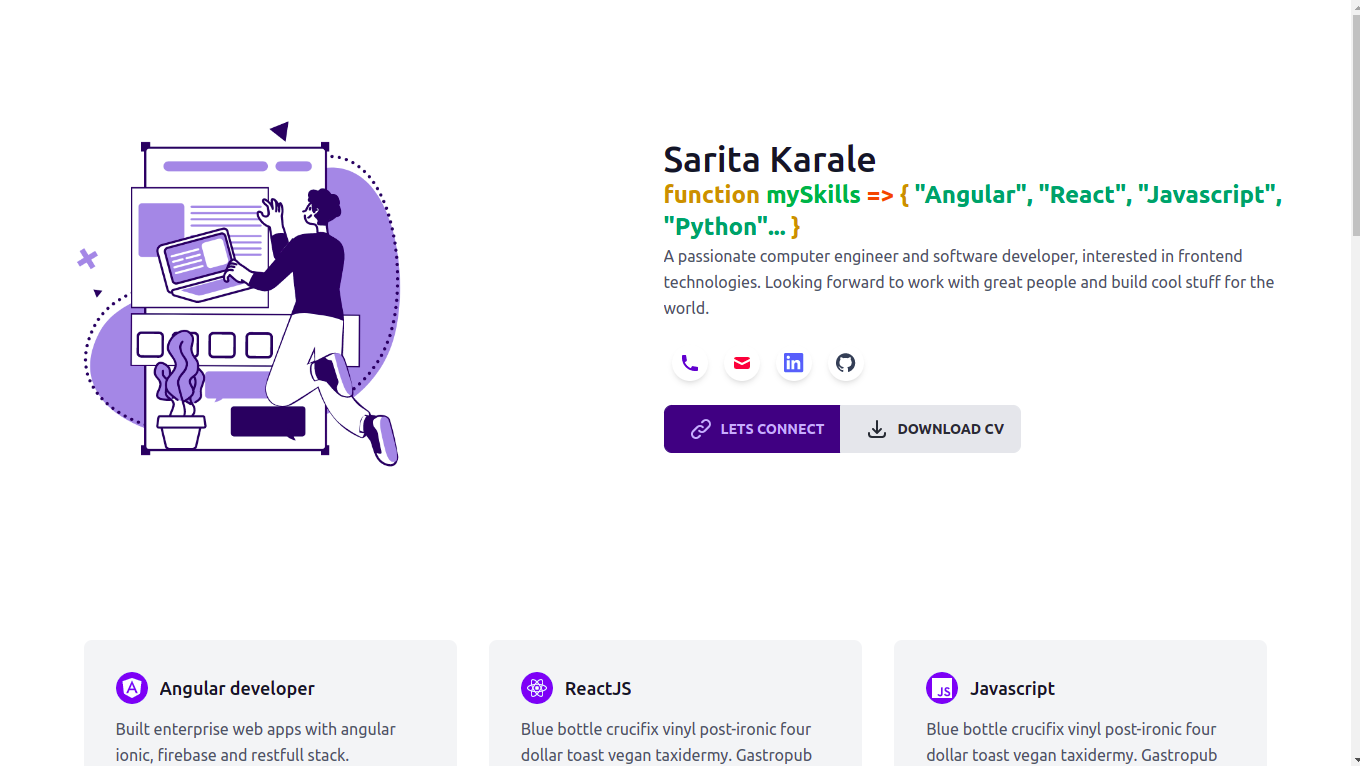 Sarita Karale
function mySkills => { "Angular", "React", "Javascript",
"Python"... }
A passionate computer engineer and software developer, interested in frontend
technologies. Looking forward to work with great people and build cool stuff for the
world.
in
LETS CONNECT
DOWNLOAD CV
A
Angular developer
ReactJS
JS
Javascript
Built enterprise web apps with angular
ionic, firebase and restfull stack.
Blue bottle crucifix vinyl post-ironic four
dollar toast vegan taxidermy. Gastropub
Blue bottle crucifix vinyl post-ironic four
dollar toast vegan taxidermy. Gastropub